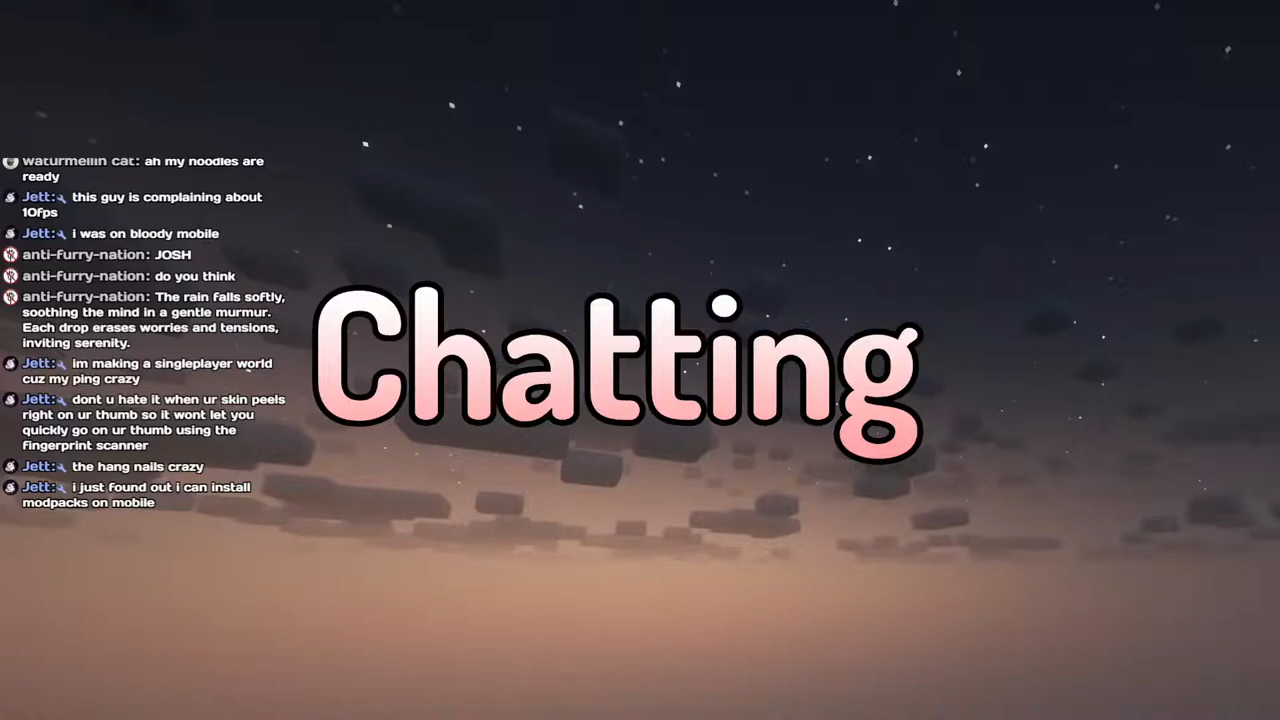 waturmellin cat: ah my noodles are
ready
Jett: this guy is complaining about
10fps
Jett: i was on bloody mobile
anti-furry-nation: JOSH
anti-furry-nation: do you think
anti-furry-nation: The rain falls softly,
soothing the mind in a gentle murmur.
Each drop erases worries and tensions,
inviting serenity.
Jett: im making a singleplayer world
cuz my ping crazy
Jett: dont u hate it when ur skin peels
right on ur thumb so it wont let you
quickly go on ur thumb using the
fingerprint scanner
Jett: the hang nails crazy
Jett: i just found out i can install
modpacks on mobile
Chatting